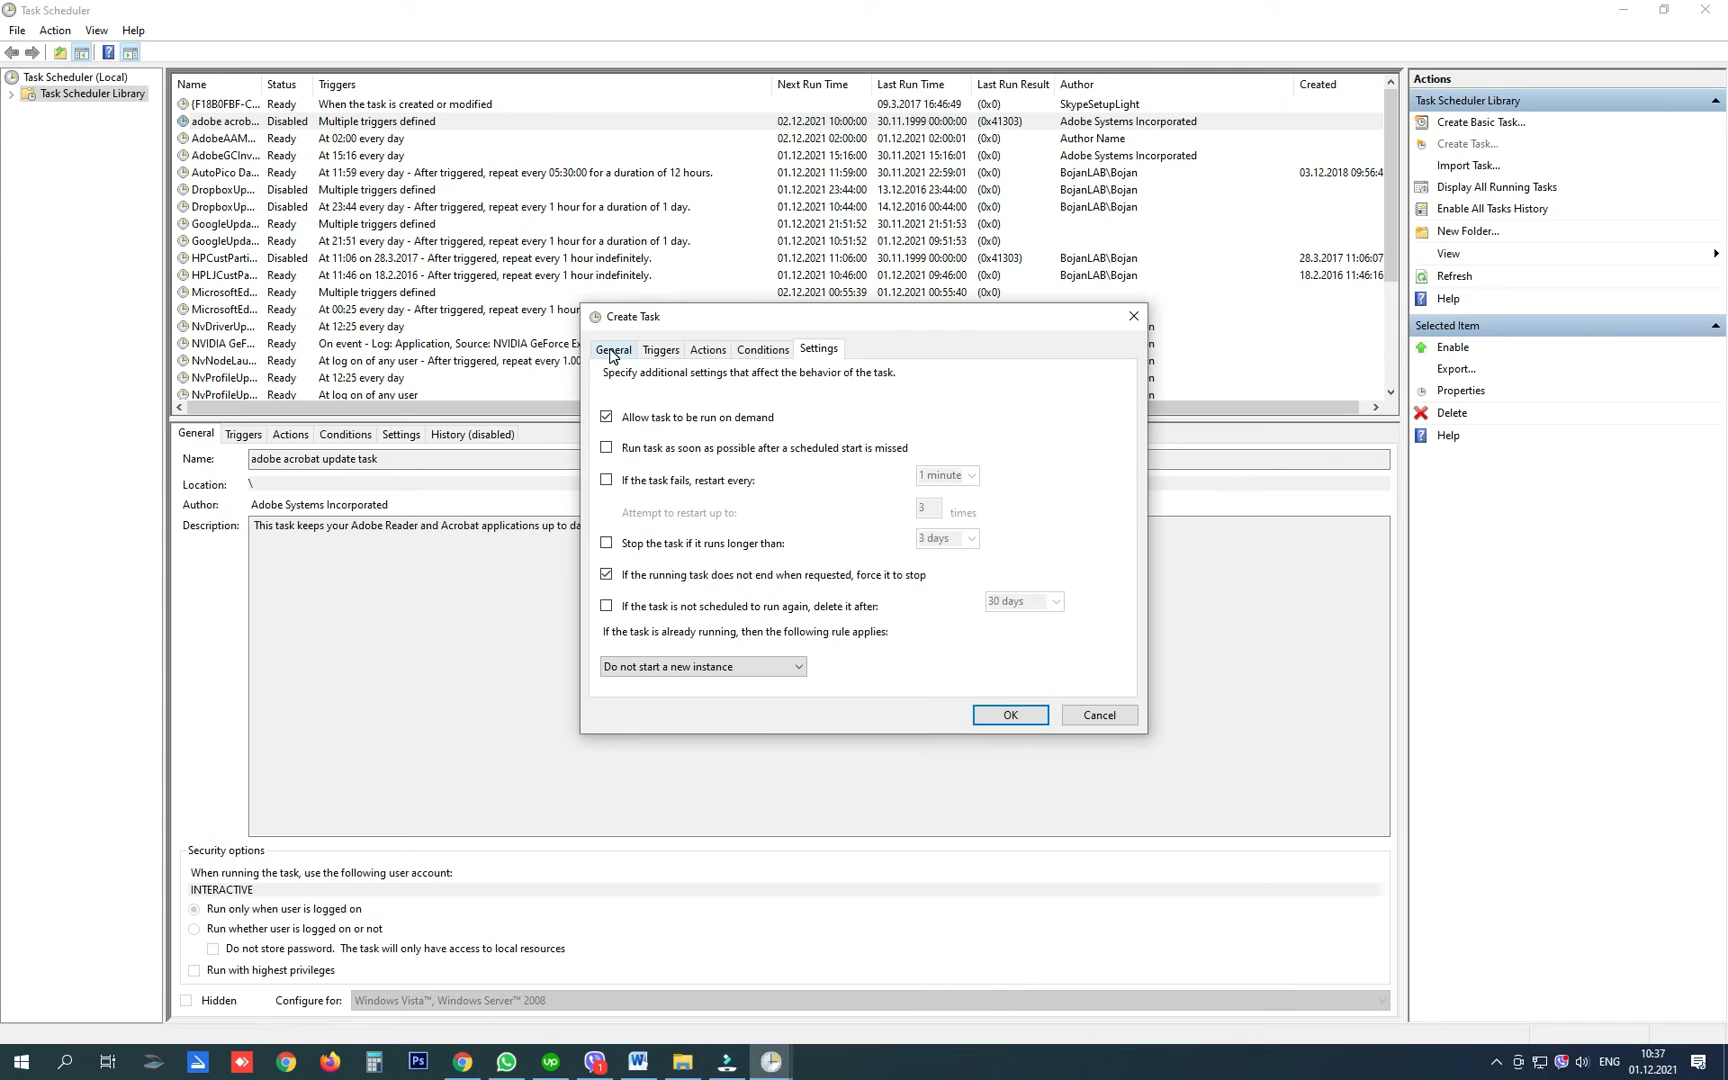 Task Scheduler
File Action View Help
Task Scheduler (Local)
Task Scheduler Library
Name Status Triggers Next Run Time Last Run Time Last Run Result Author Created
{F18B0FBF-C... Ready When the task is created or modified 09.3.2017 16:46:49 (0x0) SkypeSetupLight
adobe acrob... Disabled Multiple triggers defined 02.12.2021 10:00:00 30.11.1999 00:00:00 (0x41303) Adobe Systems Incorporated
AdobeAAM... Ready At 02:00 every day 02.12.2021 02:00:00 01.12.2021 02:00:01 (0x0) Author Name
AdobeGCInv... Ready At 15:16 every day 01.12.2021 15:16:00 30.11.2021 15:16:01 (0x0) Adobe Systems Incorporated
AutoPico Da... Ready At 11:59 every day - After triggered, repeat every 05:30:00 for a duration of 12 hours. 01.12.2021 11:59:00 30.11.2021 22:59:01 (0x0) BojanLAB\Bojan 03.12.2018 09:56:4
DropboxUp... Disabled Multiple triggers defined 01.12.2021 23:44:00 13.12.2016 23:44:00 (0x0) BojanLAB\Bojan
DropboxUp... Disabled At 23:44 every day - After triggered, repeat every 1 hour for a duration of 1 day. 01.12.2021 10:44:00 14.12.2016 00:44:00 (0x0) BojanLAB\Bojan
GoogleUpda... Ready Multiple triggers defined 01.12.2021 21:51:52 30.11.2021 21:51:53 (0x0)
GoogleUpda... Ready At 21:51 every day - After triggered, repeat every 1 hour for a duration of 1 day. 01.12.2021 10:51:52 01.12.2021 09:51:53 (0x0)
HPCustParti... Disabled At 11:06 on 28.3.2017 - After triggered, repeat every 1 hour indefinitely. 01.12.2021 11:06:00 30.11.1999 00:00:00 (0x41303) BojanLAB\Bojan 28.3.2017 11:06:07
HPLJCustPa... Ready At 11:46 on 18.2.2016 - After triggered, repeat every 1 hour indefinitely. 01.12.2021 10:46:00 01.12.2021 09:46:00 (0x0) BojanLAB\Bojan 18.2.2016 11:46:16
MicrosoftEd... Ready Multiple triggers defined 02.12.2021 00:55:39 01.12.2021 00:55:40 (0x0)
MicrosoftEd... Ready At 00:25 every day - After triggered, repeat every 1 hour
NvDriverUp... Ready At 12:25 every day
NVIDIA GeF... Ready On event - Log: Application, Source: NVIDIA GeForce Ex
NvNodeLau... Ready At log on of any user - After triggered, repeat every 1.00
NvProfileUp... Ready At 12:25 every day
NvProfileUp... Ready At log on of any user
Create Task
General Triggers Actions Conditions Settings
Specify additional settings that affect the behavior of the task.
Allow task to be run on demand
Run task as soon as possible after a scheduled start is missed
If the task fails, restart every: 1 minute
Attempt to restart up to: 3 times
Stop the task if it runs longer than: 3 days
If the running task does not end when requested, force it to stop
If the task is not scheduled to run again, delete it after: 30 days
If the task is already running, then the following rule applies:
Do not start a new instance
OK Cancel
General Triggers Actions Conditions Settings History (disabled)
Name: adobe acrobat update task
Location: \
Author: Adobe Systems Incorporated
Description: This task keeps your Adobe Reader and Acrobat applications up to da
Security options
When running the task, use the following user account:
INTERACTIVE
Run only when user is logged on
Run whether user is logged on or not
Do not store password. The task will only have access to local resources
Run with highest privileges
Hidden Configure for: Windows Vista™, Windows Server™ 2008
Actions
Task Scheduler Library
Create Basic Task...
Create Task...
Import Task...
Display All Running Tasks
Enable All Tasks History
New Folder...
View
Refresh
Help
Selected Item
Enable
Export...
Properties
Delete
Help
ENG 10:37
01.12.2021